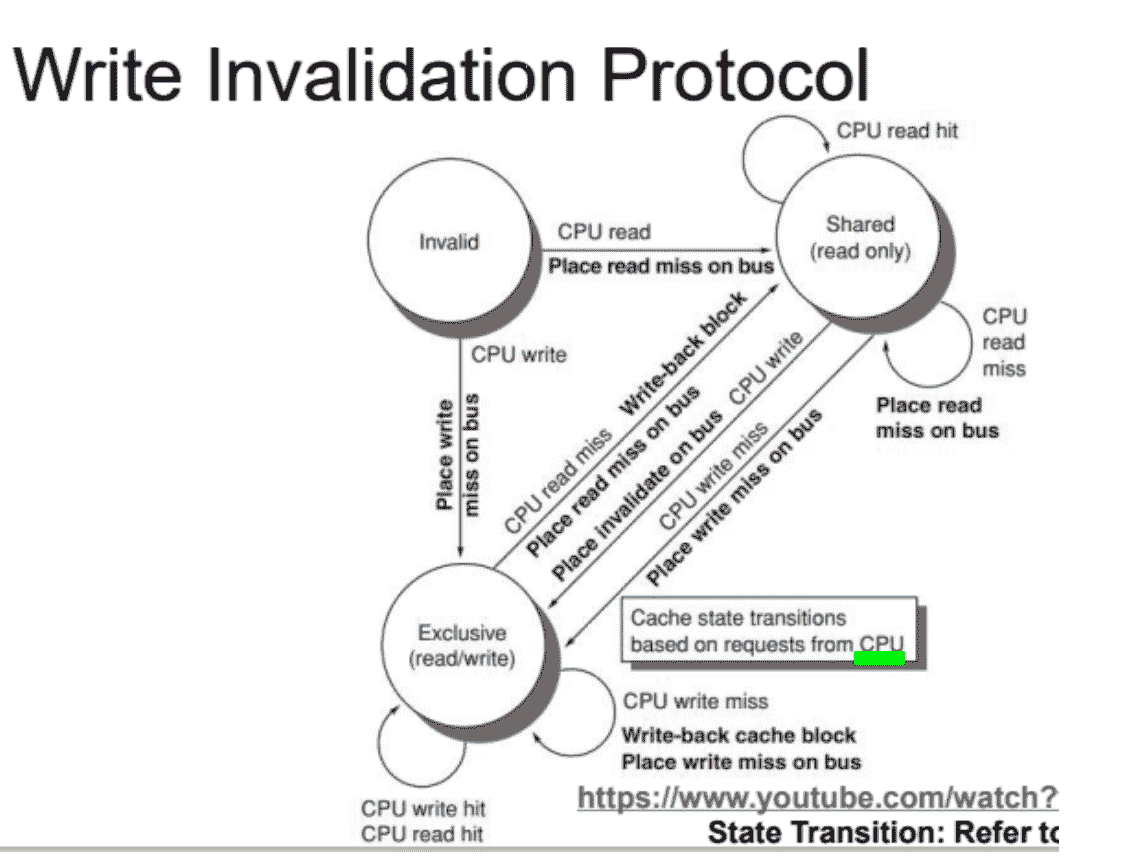 Write Invalidation Protocol
CPU read hit
Invalid
CPU read
Place read miss on bus
Shared
(read only)
CPU write
Place write
miss on bus
CPU read miss
Write-back block
Place read miss on bus
Place invalidate on bus
CPU write
CPU write miss
Place write miss on bus
CPU
read
miss
Place read
miss on bus
Exclusive
(read/write)
Cache state transitions
based on requests from CPU
CPU write miss
Write-back cache block
Place write miss on bus
CPU write hit
CPU read hit
https://www.youtube.com/watch?
State Transition: Refer to